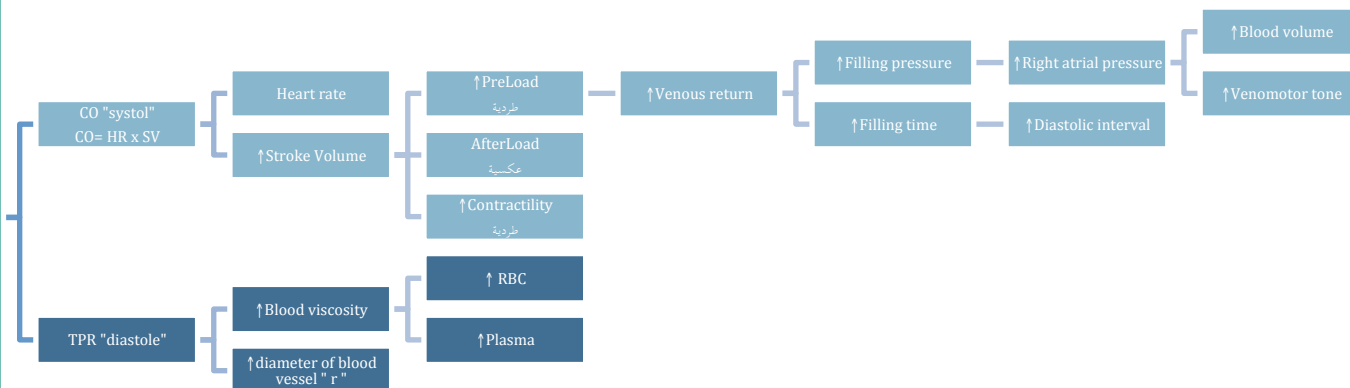 CO "systol"
CO= HR x SV
Heart rate
↑Stroke Volume
↑PreLoad
طردية
AfterLoad
عكسية
↑Contractility
طردية
↑Venous return
↑Filling pressure
↑Filling time
↑Right atrial pressure
↑Diastolic interval
↑Blood volume
↑Venomotor tone
TPR "diastole"
↑Blood viscosity
↑diameter of blood
vessel " r "
↑ RBC
↑Plasma